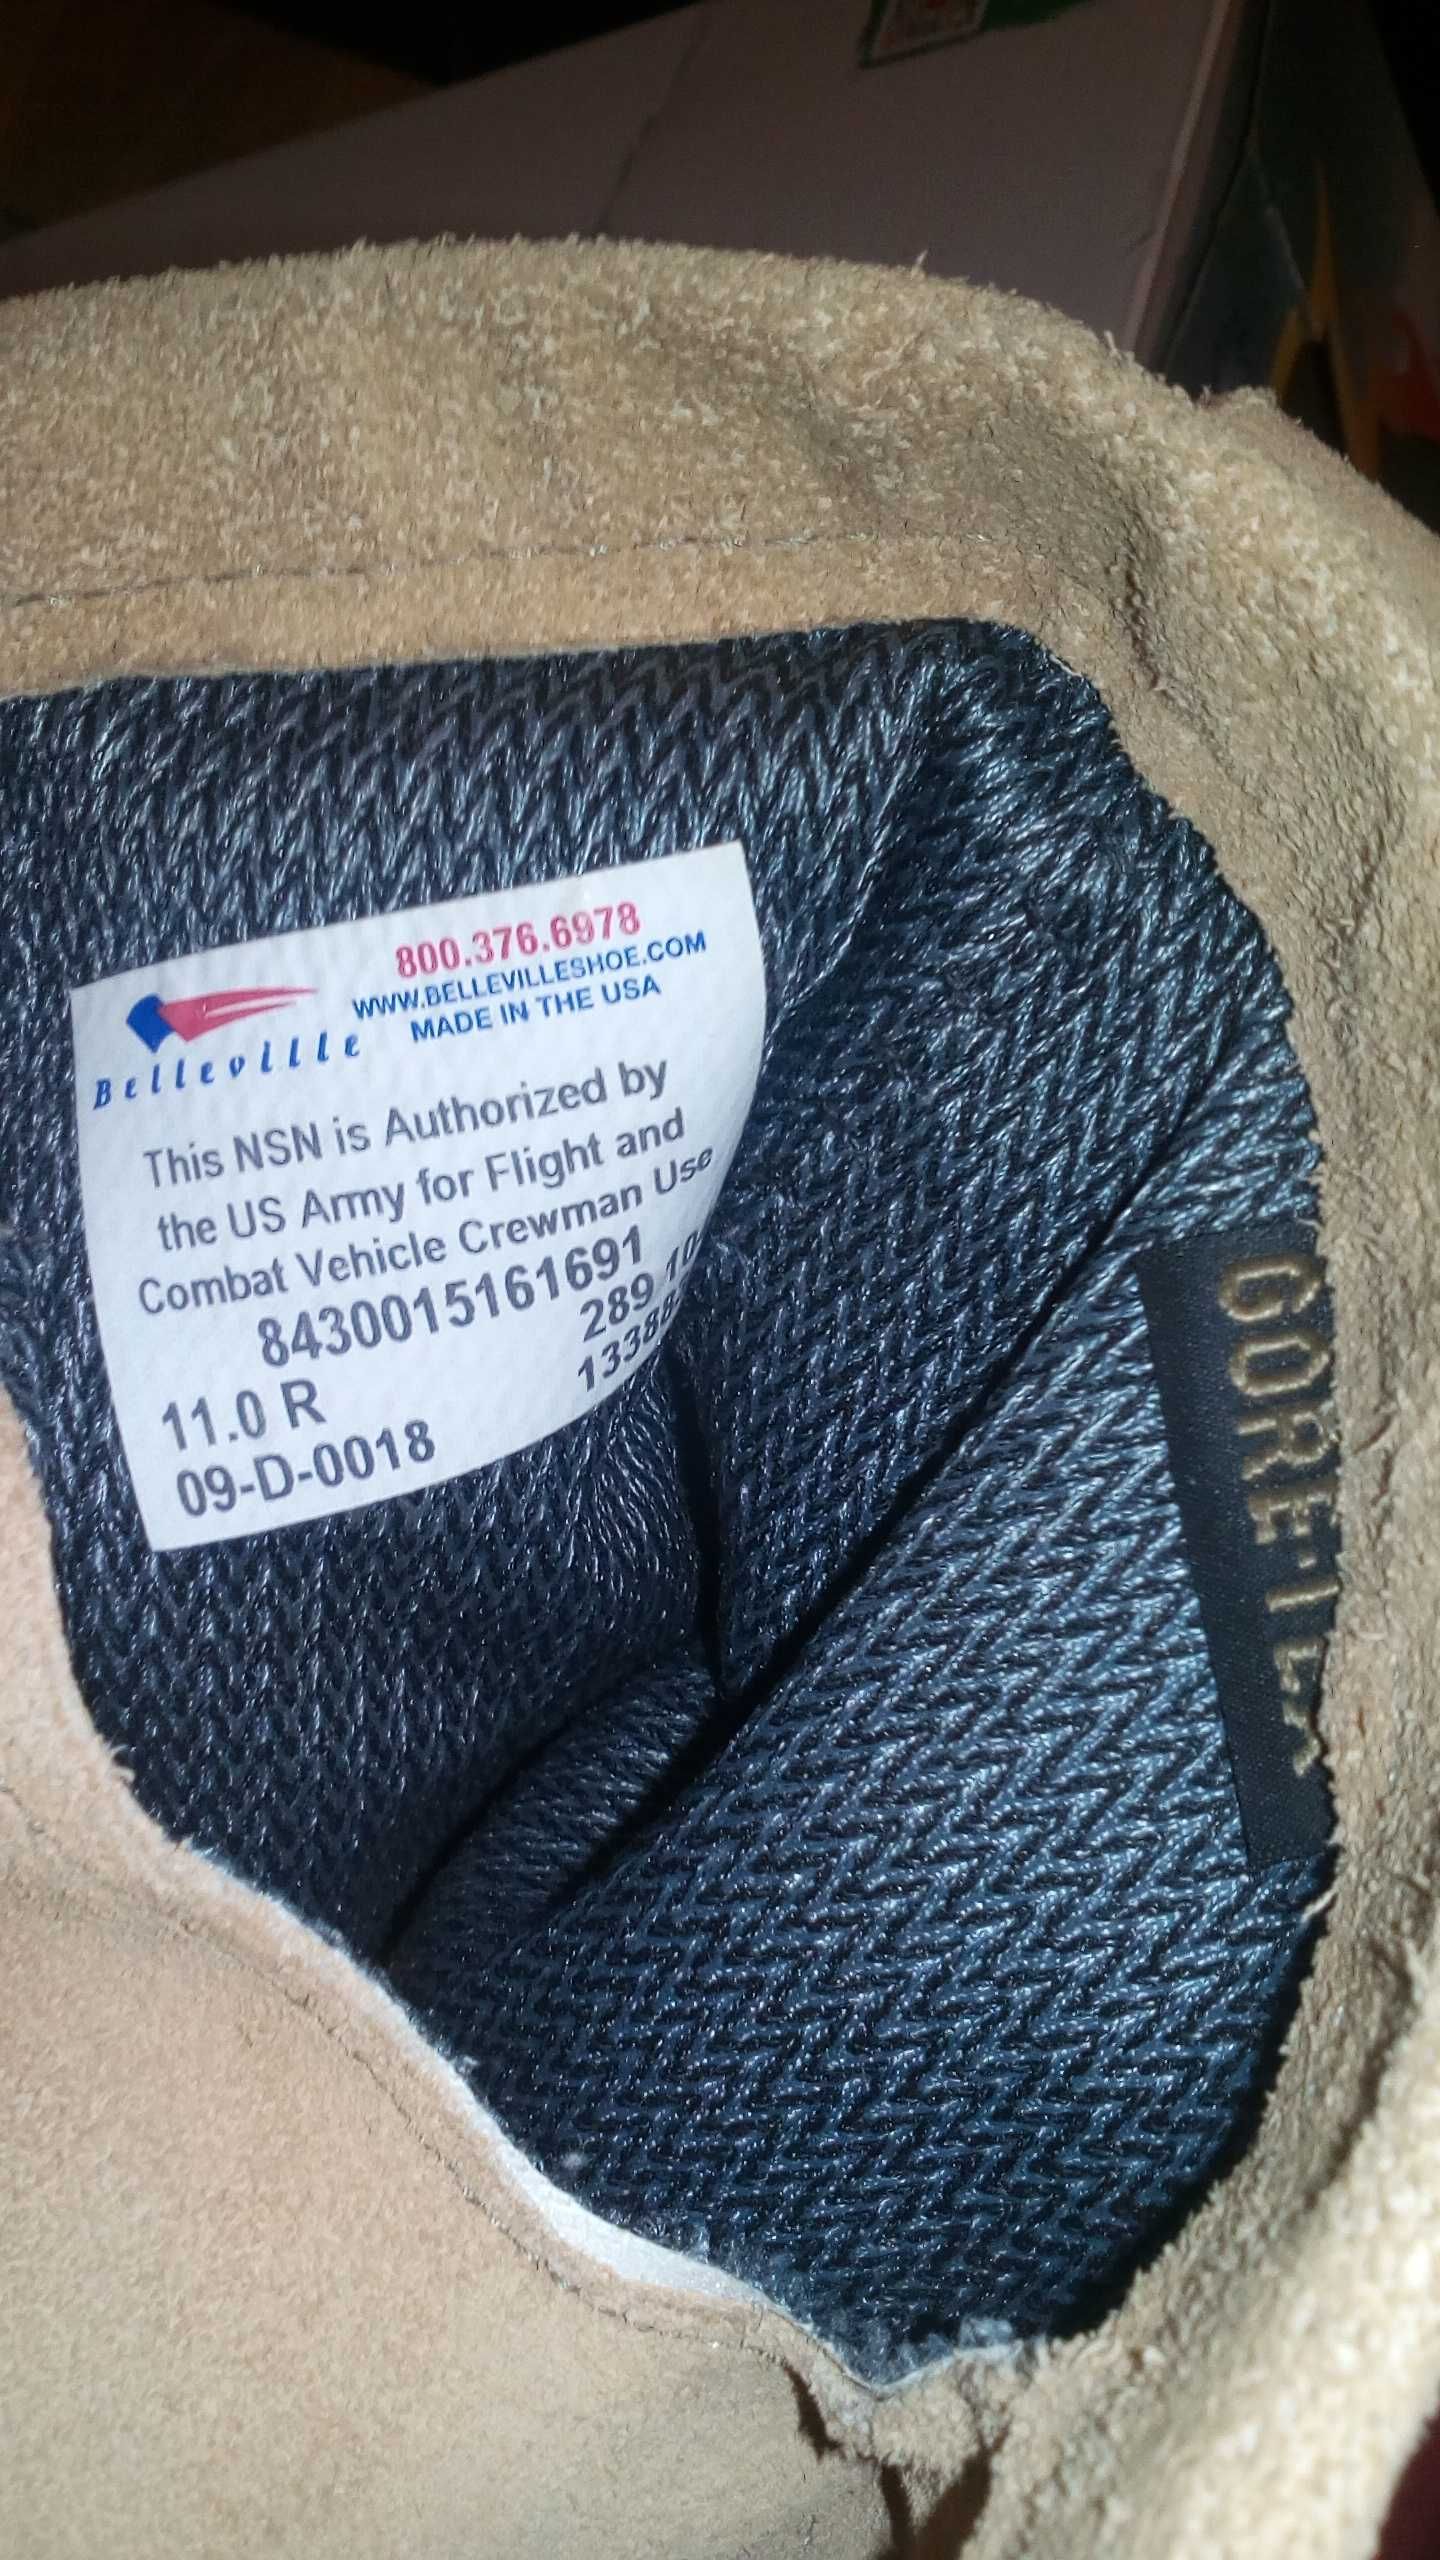 800.376.6978
WWW.BELLEVILLESHOE.COM
MADE IN THE USA
Belleville
This NSN is Authorized by
the US Army for Flight and
Combat Vehicle Crewman Use
8430015161691
289
11.0 R
09-D-0018
GORE-TEX